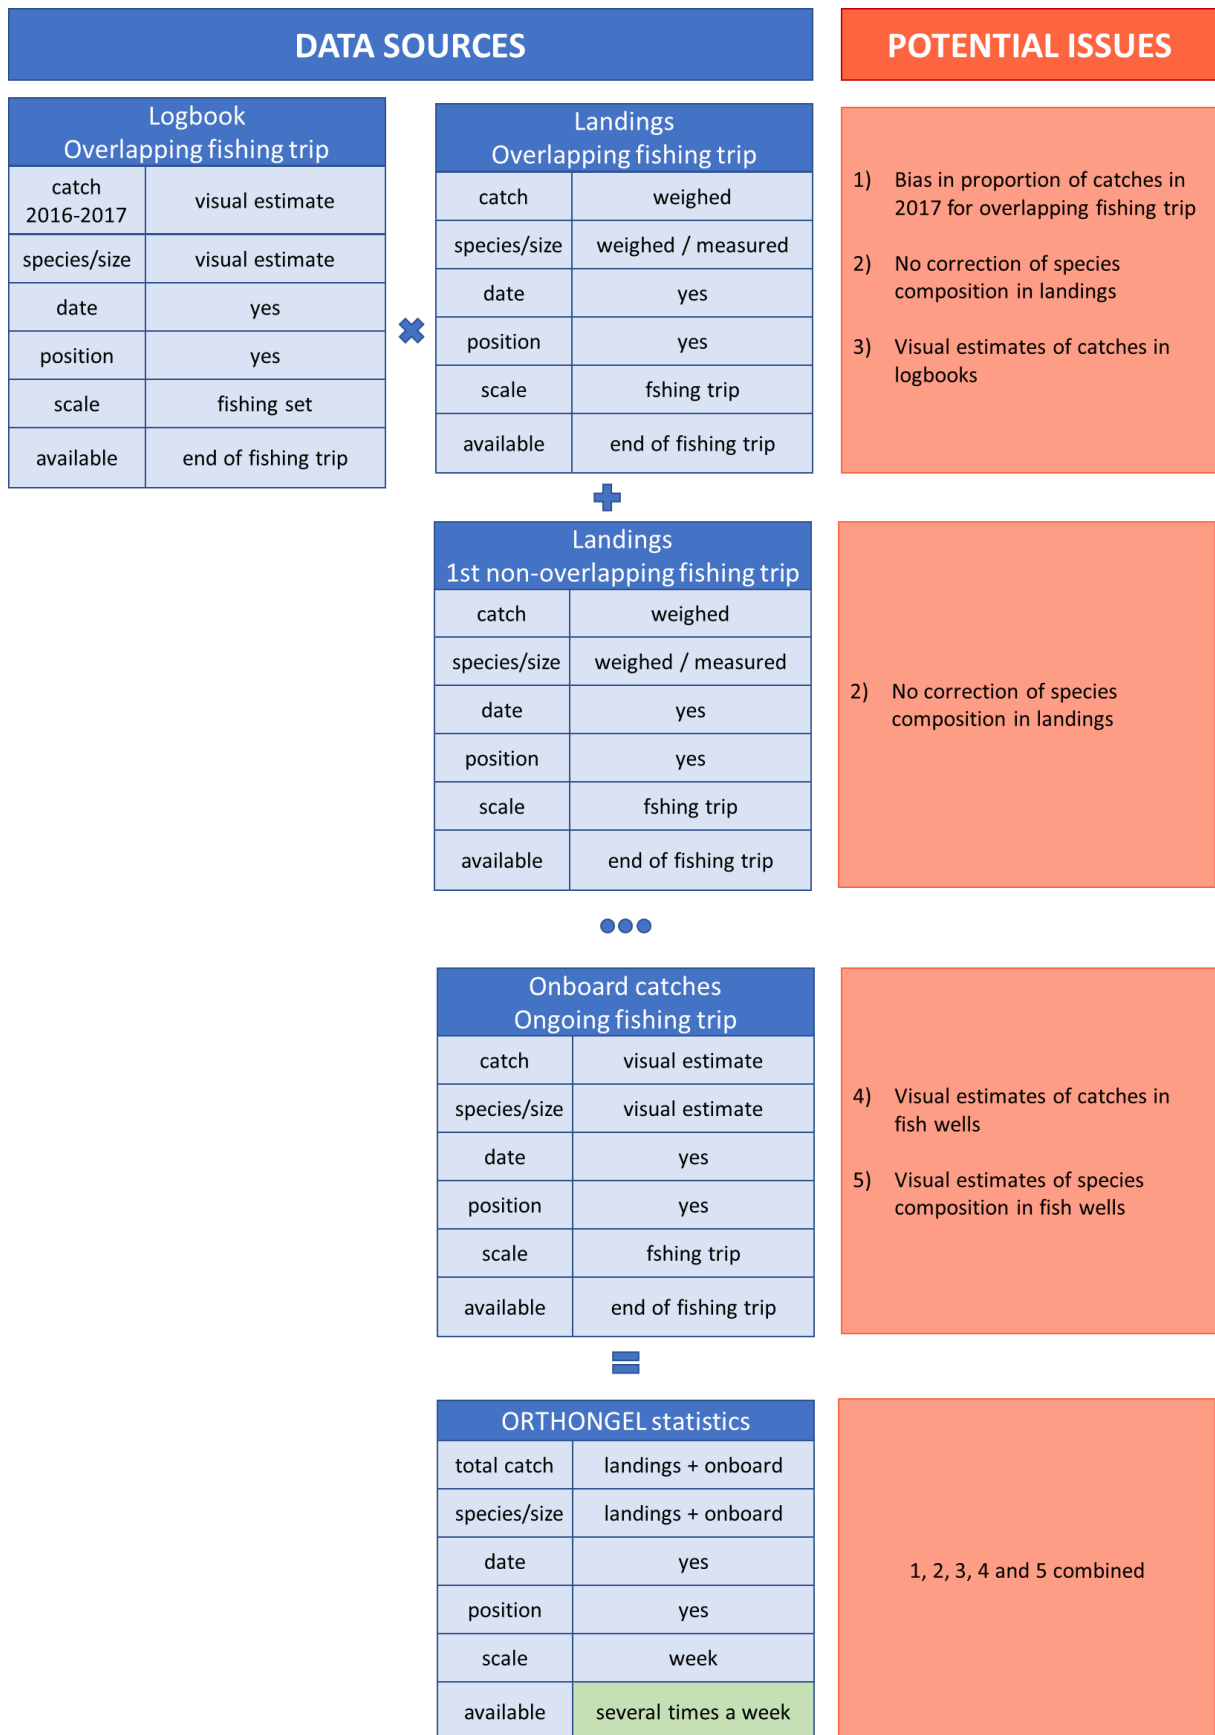 DATA SOURCES
POTENTIAL ISSUES
Logbook
Overlapping fishing trip
catch
2016-2017
visual estimate
species/size
visual estimate
date
yes
position
yes
scale
fishing set
available
end of fishing trip
Landings
Overlapping fishing trip
catch
weighed
species/size
weighed / measured
date
yes
position
yes
scale
fshing trip
available
end of fishing trip
1) Bias in proportion of catches in
2017 for overlapping fishing trip
2) No correction of species
composition in landings
3) Visual estimates of catches in
logbooks
Landings
1st non-overlapping fishing trip
catch
weighed
species/size
weighed / measured
date
yes
position
yes
scale
fshing trip
available
end of fishing trip
2) No correction of species
composition in landings
Onboard catches
Ongoing fishing trip
catch
visual estimate
species/size
visual estimate
date
yes
position
yes
scale
fshing trip
available
end of fishing trip
4) Visual estimates of catches in
fish wells
5) Visual estimates of species
composition in fish wells
ORTHONGEL statistics
total catch
landings + onboard
species/size
landings + onboard
date
yes
position
yes
scale
week
available
several times a week
1, 2, 3, 4 and 5 combined